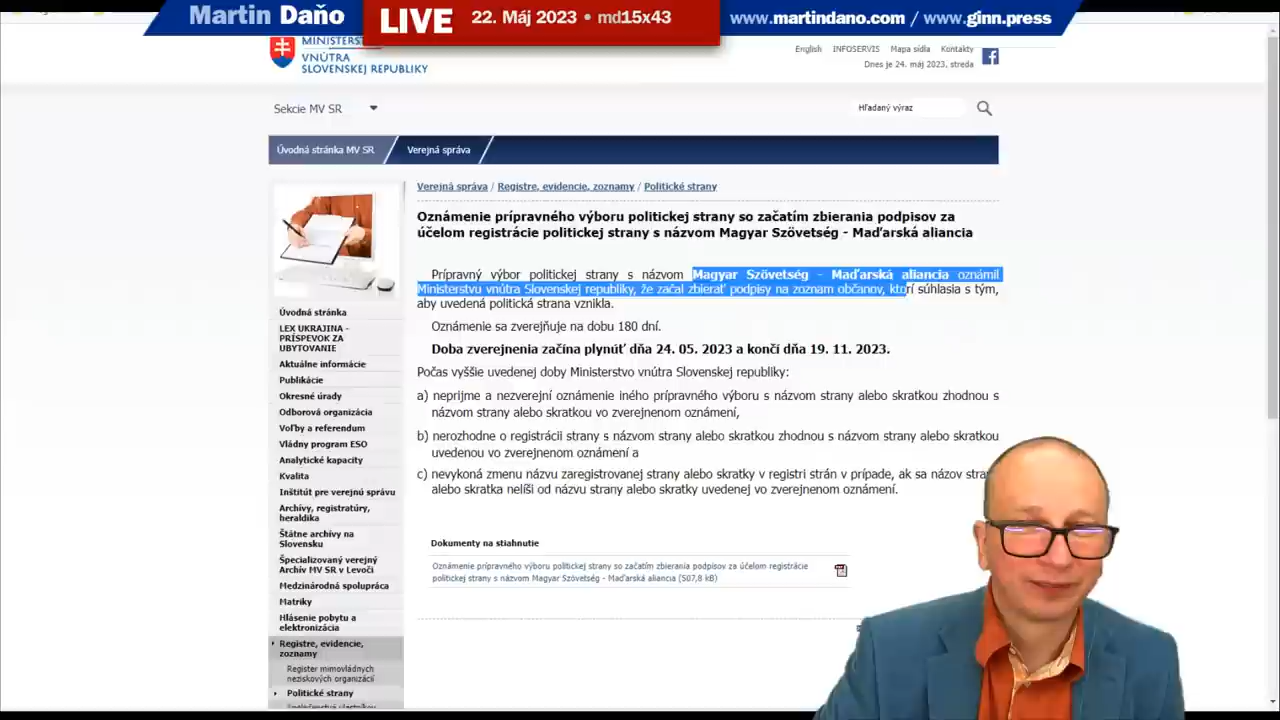 Martin Daňo
LIVE
22. Máj 2023 • md15x43
www.martindano.com / www.ginn.press
MINISTERS
VNÚTRA
SLOVENSKEJ REPUBLIKY
English INFOSERVIS Mapa sídla Kontakty
Dnes je 24. máj 2023, streda
Sekcie MV SR
Hľadaný výraz
Úvodná stránka MV SR
Verejná správa
Verejná správa / Registre, evidencie, zoznamy / Politické strany
Oznámenie prípravného výboru politickej strany so začatím zbierania podpisov za
účelom registrácie politickej strany s názvom Magyar Szövetség - Maďarská aliancia
Prípravný výbor politickej strany s názvom Magyar Szövetség - Maďarská aliancia oznámil
Ministerstvu vnútra Slovenskej republiky, že začal zbierať podpisy na zoznam občanov, ktorí súhlasia s tým,
aby uvedená politická strana vznikla.
Oznámenie sa zverejňuje na dobu 180 dní.
Doba zverejnenia začína plynúť dňa 24. 05. 2023 a končí dňa 19. 11. 2023.
Počas vyššie uvedenej doby Ministerstvo vnútra Slovenskej republiky:
a) neprijme a nezverejní oznámenie iného prípravného výboru s názvom strany alebo skratkou zhodnou s
názvom strany alebo skratkou vo zverejnenom oznámení,
b) nerozhodne o registrácii strany s názvom strany alebo skratkou zhodnou s názvom strany alebo skratkou
uvedenou vo zverejnenom oznámení a
c) nevykoná zmenu názvu zaregistrovanej strany alebo skratky v registri strán v prípade, ak sa názov stran
alebo skratka nelíši od názvu strany alebo skratky uvedenej vo zverejnenom oznámení.
Dokumenty na stiahnutie
Oznámenie prípravného výboru politickej strany so začatím zbierania podpisov za účelom registrácie
politickej strany s názvom Magyar Szövetség - Maďarská aliancia (507,8 kB)
Úvodná stránka
LEX UKRAJINA -
PRÍSPEVOK ZA
UBYTOVANIE
Aktuálne informácie
Publikácie
Okresné úrady
Odborová organizácia
Voľby a referendum
Vládny program ESO
Analytické kapacity
Kvalita
Inštitút pre verejnú správu
Archívy, registratúry,
heraldika
Štátne archívy na
Slovensku
Špecializovaný verejný
Archív MV SR v Levoči
Medzinárodná spolupráca
Matriky
Hlásenie pobytu a
elektronizácia
Registre, evidencie,
zoznamy
Register mimovládnych
neziskových organizácií
Politické strany